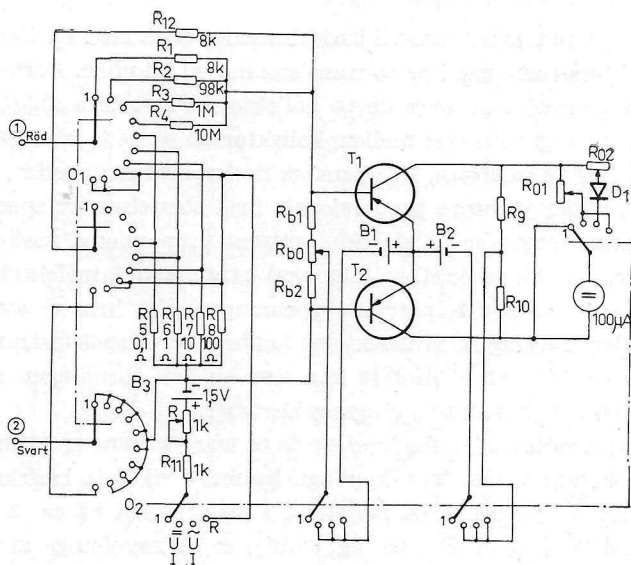 R12
8k
R1
8k
R2
98k
R3
1M
R4
10M
1
1
Röd
O1
1
T1
T2
Rb1
Rb0
Rb2
B1
B2
R9
R10
R02
R01
D1
1
=
100µA
R5 R6 R7 R8
Ω 1 10 100
B3
1,5V
R
1k
R11
1k
2
Svart
1
O2
1
R
= ~
U U
I I
1
1